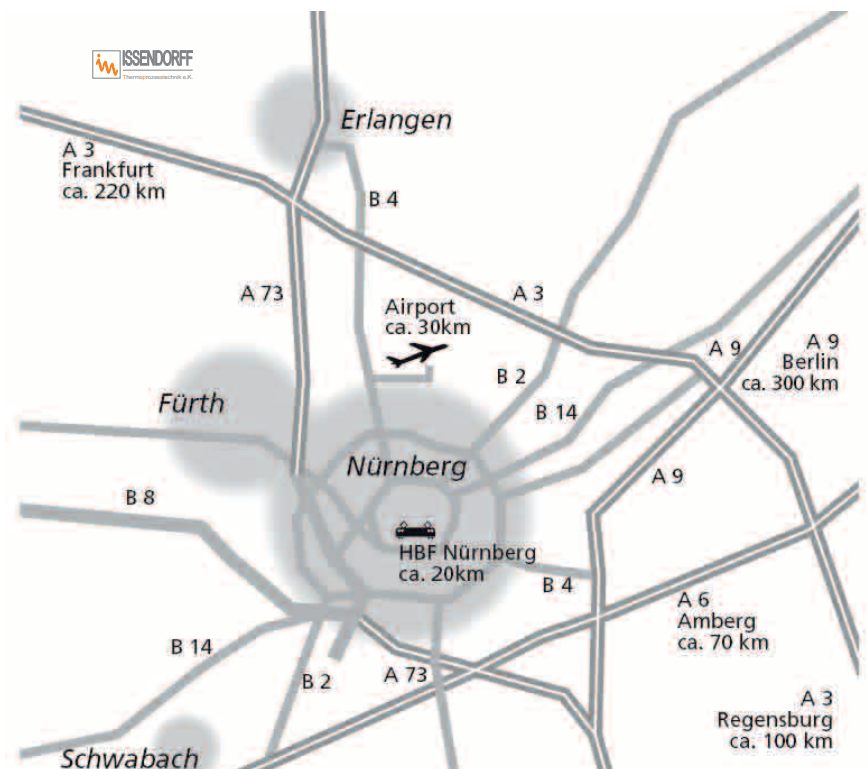 ISSENDORFF
Thermoprozesstechnik e.K.
Erlangen
A 3
Frankfurt
ca. 220 km
B 4
A 73
A 3
Airport
ca. 30km
A 9
A 9
Berlin
ca. 300 km
B 2
Fürth
B 14
Nürnberg
A 9
B 8
HBF Nürnberg
ca. 20km
B 4
A 6
Amberg
ca. 70 km
B 14
A 73
B 2
A 3
Regensburg
ca. 100 km
Schwabach